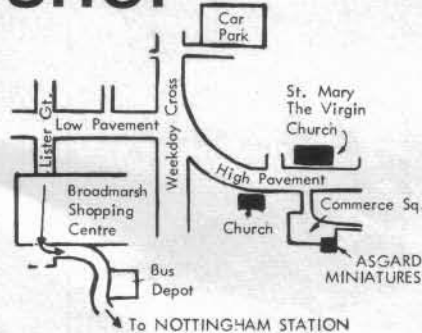 Car
Park
St. Mary
The Virgin
Church
Lister Gt.
Low Pavement
Weekday Cross
High Pavement
Broadmarsh
Shopping
Centre
Church
Commerce Sq.
ASGARD
MINIATURES
Bus
Depot
To NOTTINGHAM STATION